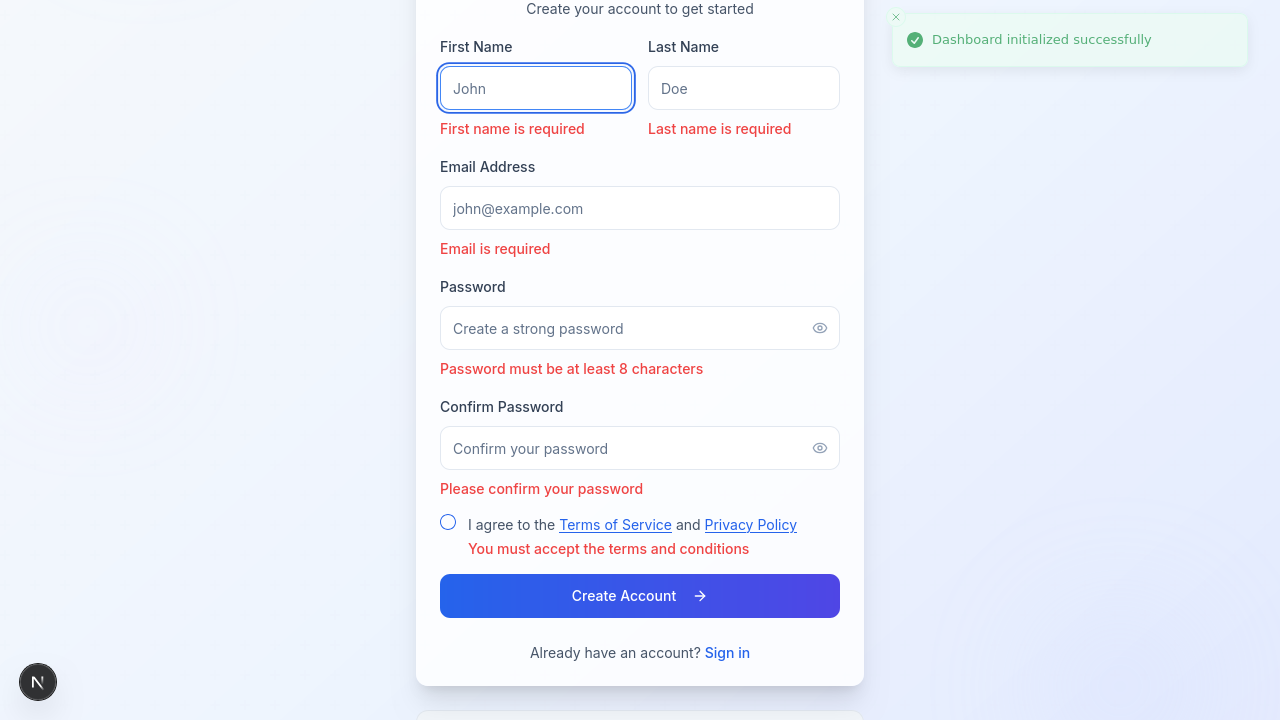 Create your account to get started
Dashboard initialized successfully
First Name
Last Name
John
Doe
First name is required
Last name is required
Email Address
john@example.com
Email is required
Password
Create a strong password
Password must be at least 8 characters
Confirm Password
Confirm your password
Please confirm your password
I agree to the Terms of Service and Privacy Policy
You must accept the terms and conditions
Create Account
Already have an account? Sign in
N